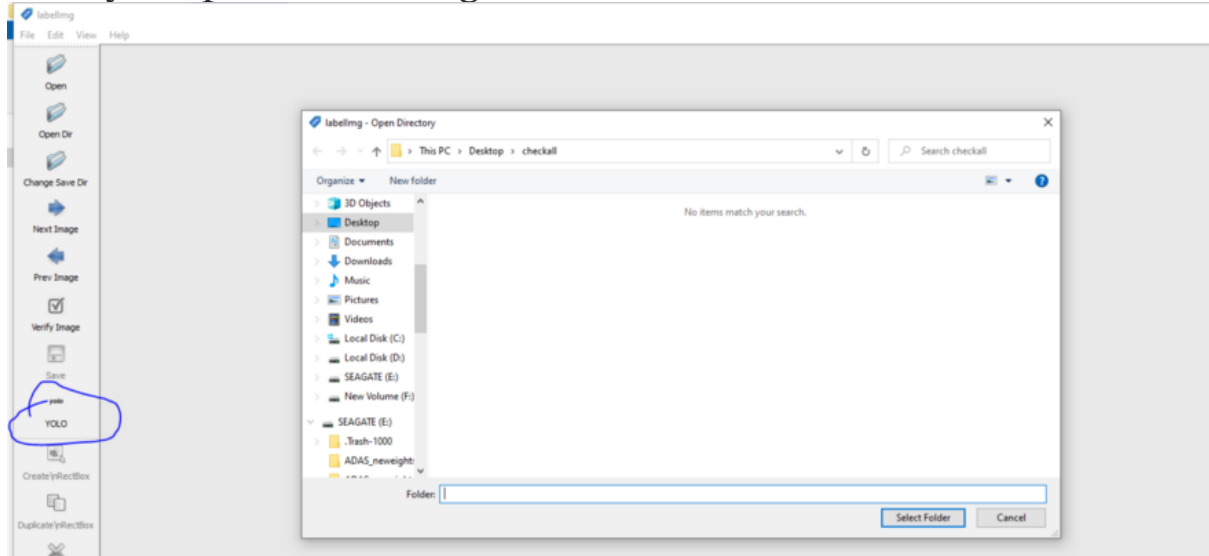 labelImg
File Edit View Help
Open
Open Dir
Change Save Dir
Next Image
Prev Image
Verify Image
Save
yolo
YOLO
Create\nRectBox
Duplicate\nRectBox
labelImg - Open Directory
This PC > Desktop > checkall
Search checkall
Organize
New folder
3D Objects
Desktop
Documents
Downloads
Music
Pictures
Videos
Local Disk (C:)
Local Disk (D:)
SEAGATE (E:)
New Volume (F:)
SEAGATE (E:)
.Trash-1000
ADAS_neweight
No items match your search.
Folder:
Select Folder
Cancel